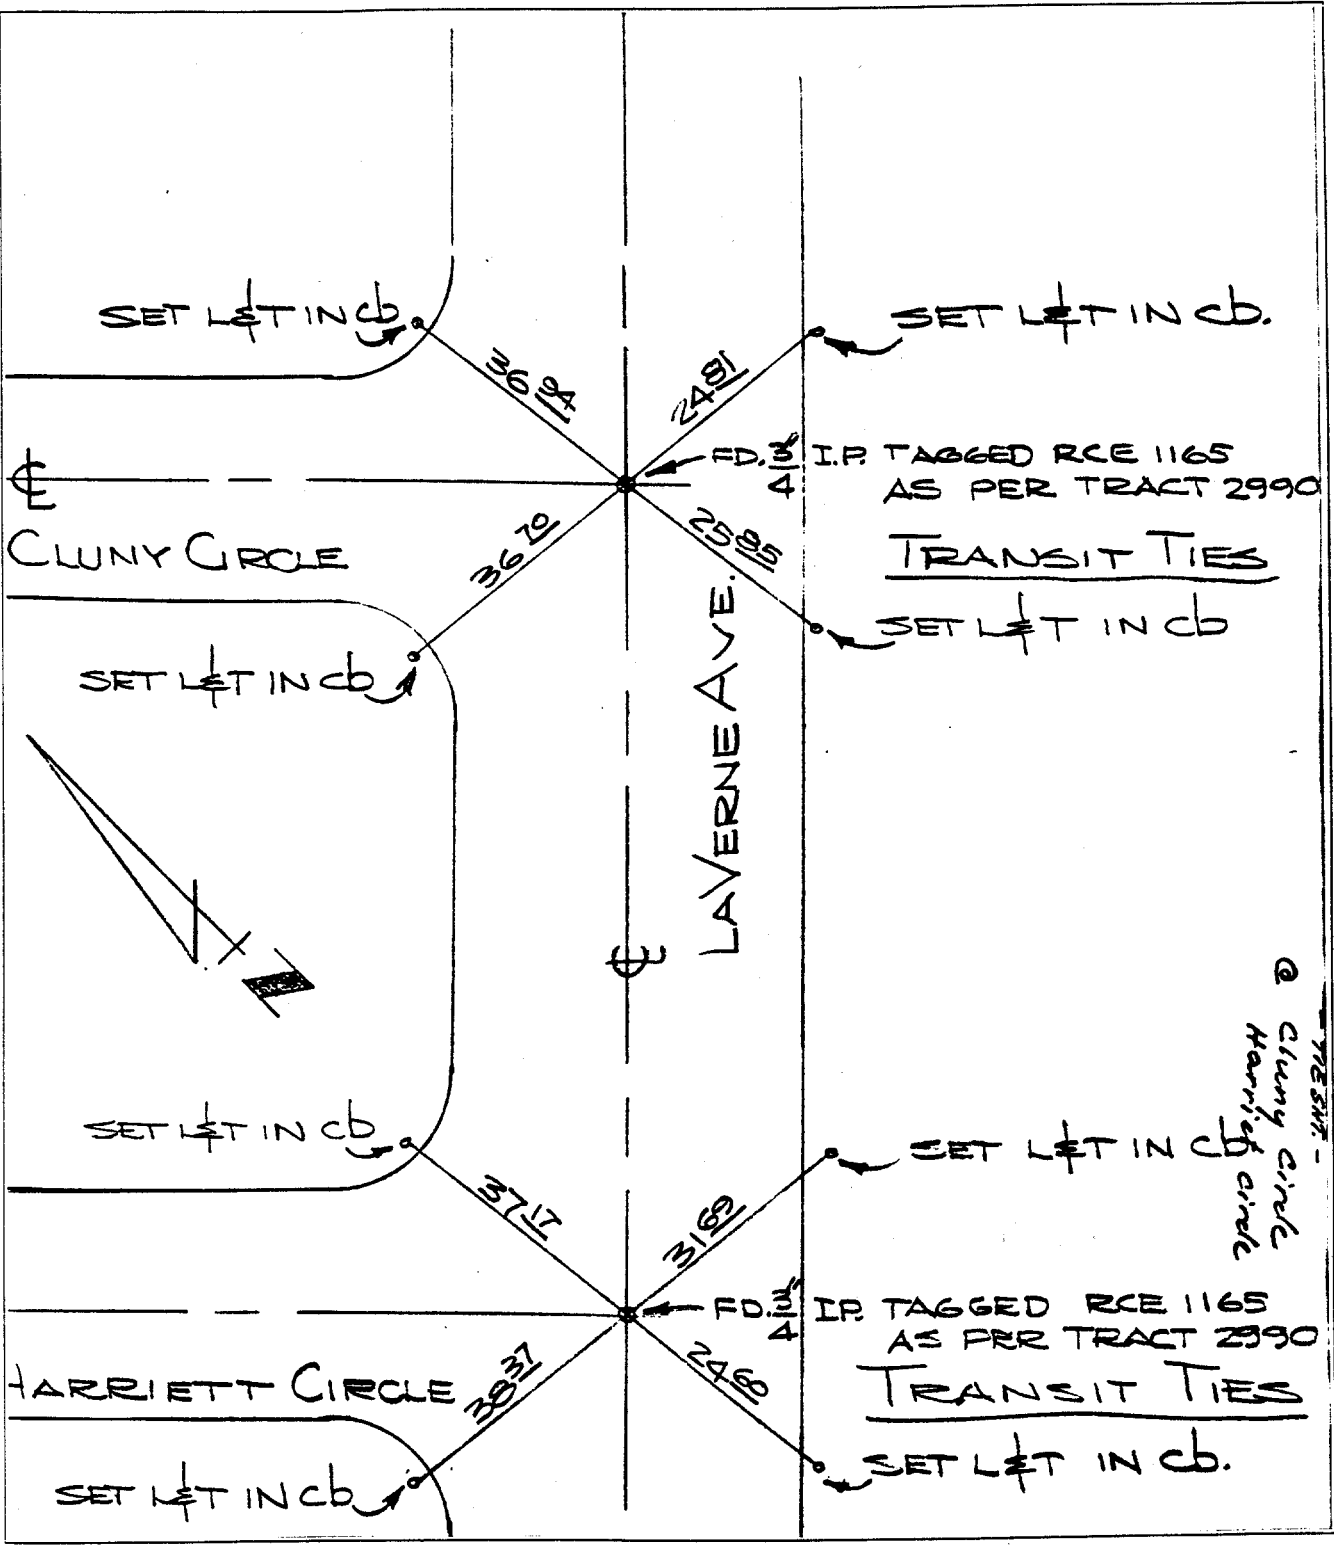 SET L&T IN cb
SET L&T IN cb.
36 94
24 81
FD. 3/4" I.P. TAGGED RCE 1165
AS PER TRACT 2990
℄
CLUNY CIRCLE
36 70
25 85
TRANSIT TIES
SET L&T IN cb
SET L&T IN cb
LAVERNE AVE.
℄
@ Cluny Circle
Harriet Circle
SET L&T IN cb
SET L&T IN cb
37 17
31 69
FD. 3/4" I.P. TAGGED RCE 1165
AS PER TRACT 2990
HARRIETT CIRCLE
38 37
24 60
TRANSIT TIES
SET L&T IN cb
SET L&T IN cb.